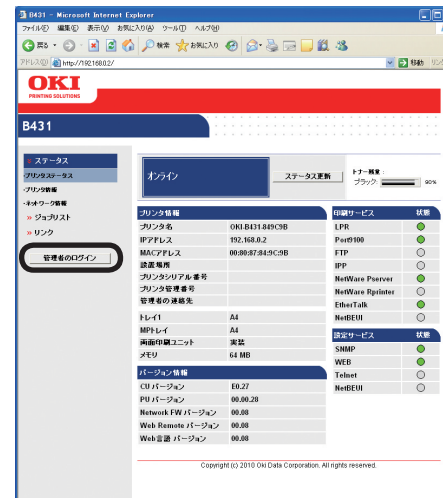 B431 - Microsoft Internet Explorer
ファイル(F) 編集(E) 表示(V) お気に入り(A) ツール(T) ヘルプ(H)
戻る 検索 お気に入り
アドレス(D) http://192.168.0.2/ 移動 リンク
OKI
PRINTING SOLUTIONS
B431
ステータス
プリンタステータス
プリンタ情報
ネットワーク情報
ジョブリスト
リンク
管理者のログイン
オンライン ステータス更新
トナー残量:
ブラック: 90%
プリンタ情報
プリンタ名 OKI-B431-849C9B
IPアドレス 192.168.0.2
MACアドレス 00:80:87:84:9C:9B
設置場所
プリンタシリアル番号
プリンタ管理番号
管理者の連絡先
トレイ1 A4
MPトレイ A4
両面印刷ユニット 実装
メモリ 64 MB
バージョン情報
CU バージョン E0.27
PU バージョン 00.00.28
Network FW バージョン 00.08
Web Remote バージョン 00.08
Web言語 バージョン 00.08
印刷サービス 状態
LPR
Port9100
FTP
IPP
NetWare Pserver
NetWare Rprinter
EtherTalk
NetBEUI
設定サービス 状態
SNMP
WEB
Telnet
NetBEUI
Copyright (c) 2010 Oki Data Corporation. All rights reserved.